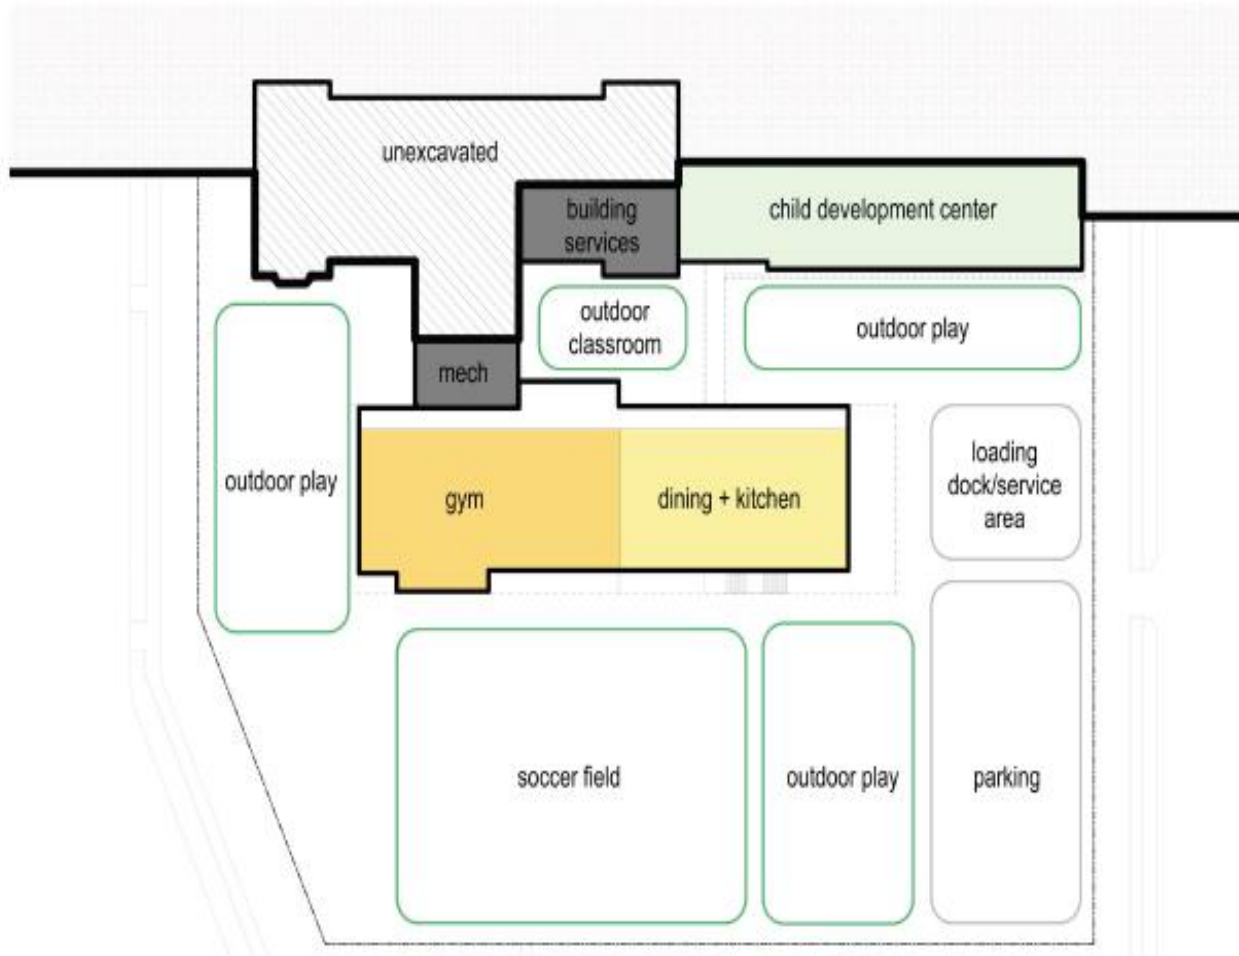 unexcavated
building
services
child development center
outdoor
classroom
outdoor play
mech
outdoor play
gym
dining + kitchen
loading
dock/service
area
soccer field
outdoor play
parking